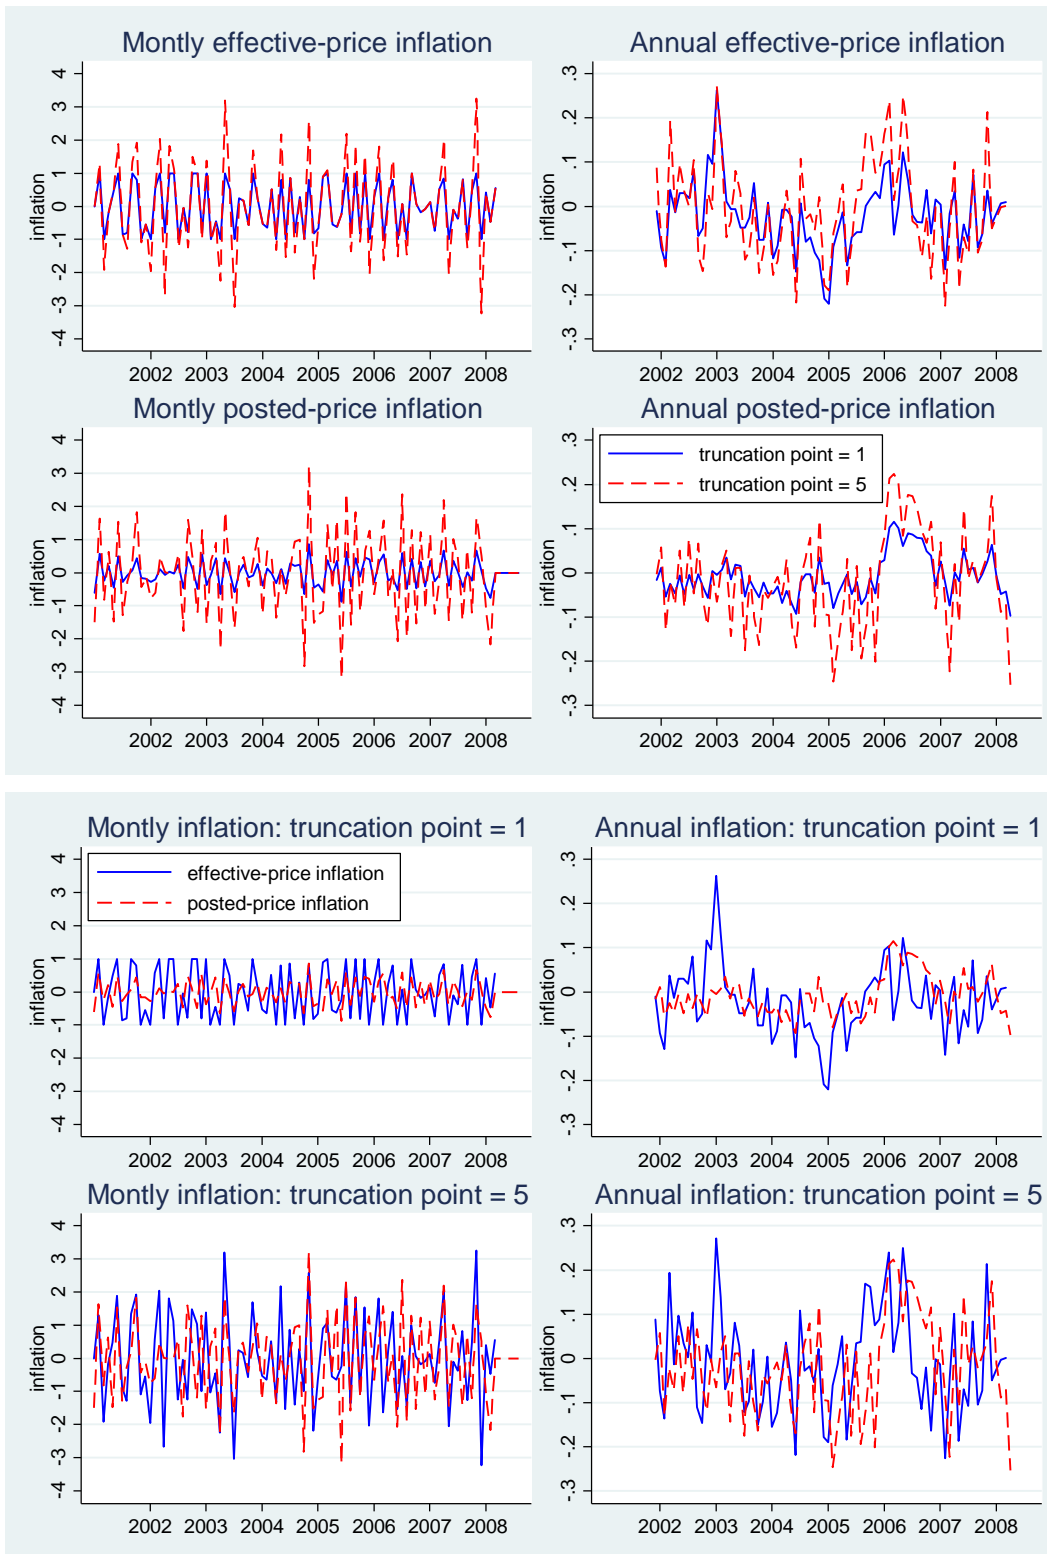 Montly effective-price inflation
Annual effective-price inflation
4
3
2
1
0
-1
-2
-3
-4
inflation
2002 2003 2004 2005 2006 2007 2008
.3
.2
.1
0
-.1
-.2
-.3
inflation
2002 2003 2004 2005 2006 2007 2008
Montly posted-price inflation
Annual posted-price inflation
4
3
2
1
0
-1
-2
-3
-4
inflation
2002 2003 2004 2005 2006 2007 2008
.3
.2
.1
0
-.1
-.2
-.3
inflation
truncation point = 1
truncation point = 5
2002 2003 2004 2005 2006 2007 2008
Montly inflation: truncation point = 1
Annual inflation: truncation point = 1
4
3
2
1
0
-1
-2
-3
-4
inflation
effective-price inflation
posted-price inflation
2002 2003 2004 2005 2006 2007 2008
.3
.2
.1
0
-.1
-.2
-.3
inflation
2002 2003 2004 2005 2006 2007 2008
Montly inflation: truncation point = 5
Annual inflation: truncation point = 5
4
3
2
1
0
-1
-2
-3
-4
inflation
2002 2003 2004 2005 2006 2007 2008
.3
.2
.1
0
-.1
-.2
-.3
inflation
2002 2003 2004 2005 2006 2007 2008